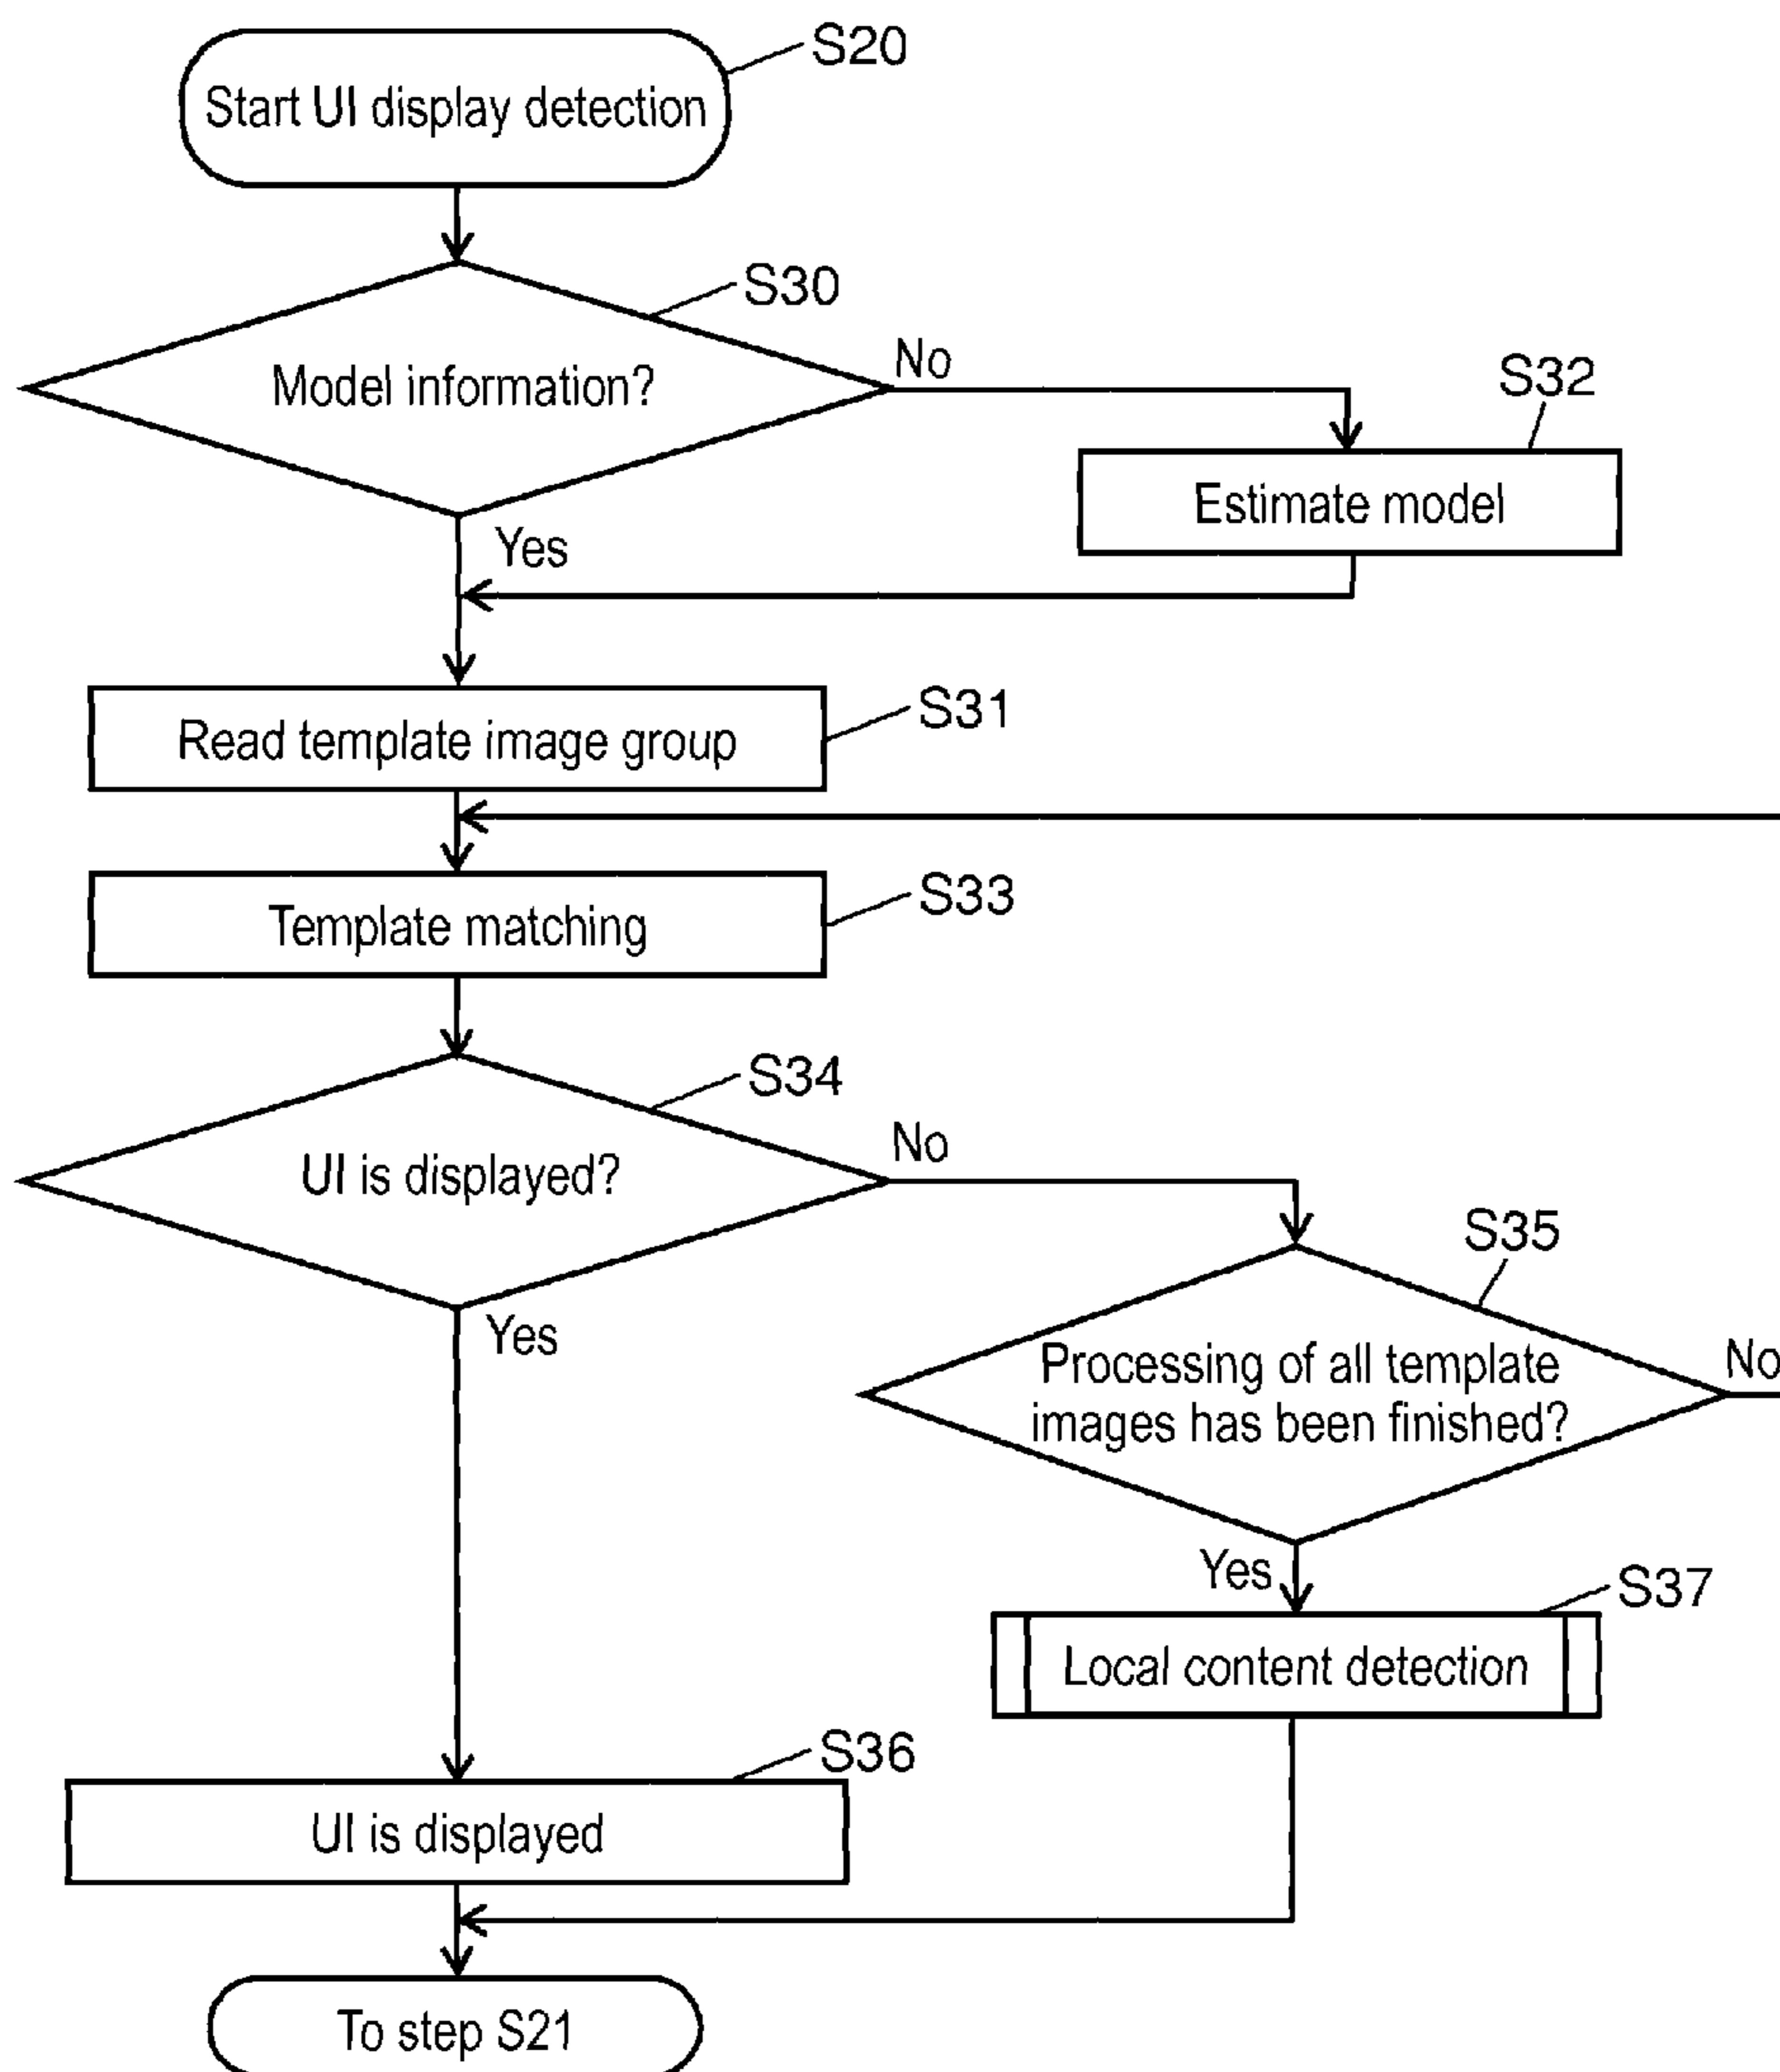 S20
Start UI display detection
S30
Model information?
No
S32
Estimate model
Yes
S31
Read template image group
S33
Template matching
S34
UI is displayed?
No
S35
Yes
Processing of all template
images has been finished?
No
Yes
S37
Local content detection
S36
UI is displayed
To step S21